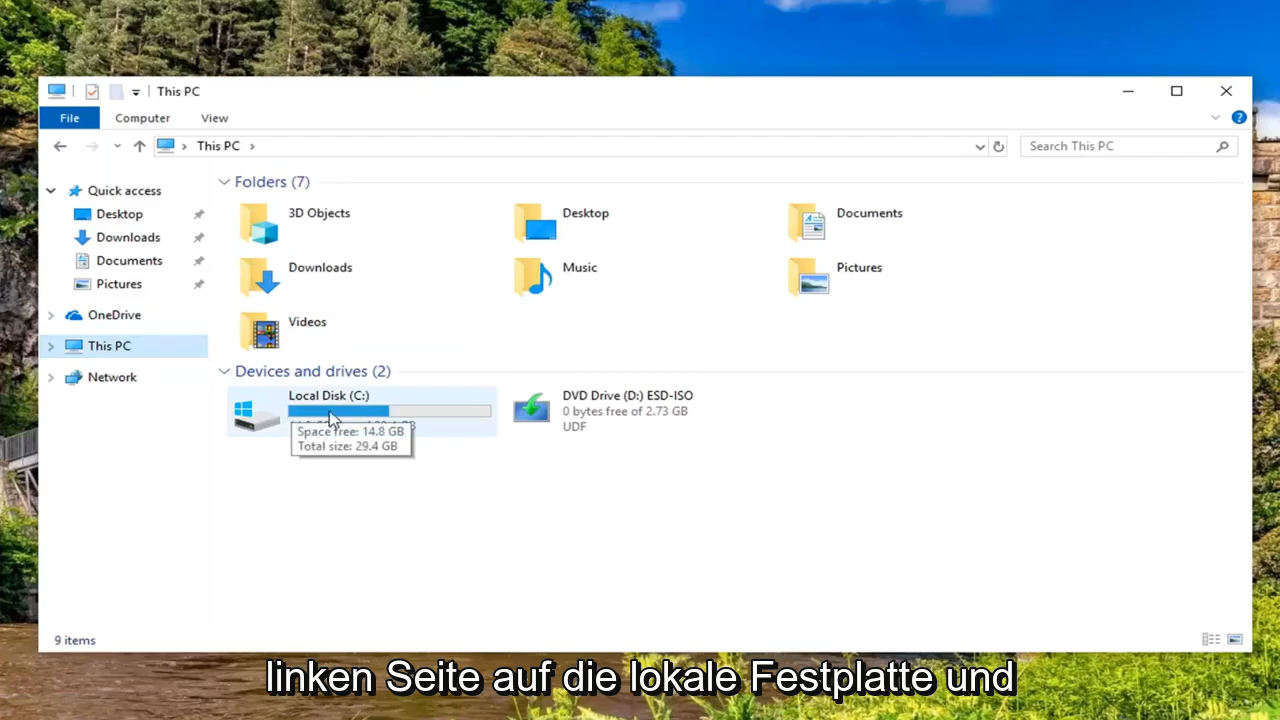 This PC
File Computer View
This PC
Search This PC
Quick access
Desktop
Downloads
Documents
Pictures
OneDrive
This PC
Network
Folders (7)
3D Objects
Desktop
Documents
Downloads
Music
Pictures
Videos
Devices and drives (2)
Local Disk (C:)
Space free: 14.8 GB
Total size: 29.4 GB
DVD Drive (D:) ESD-ISO
0 bytes free of 2.73 GB
UDF
9 items
linken Seite auf die lokale Festplatte und